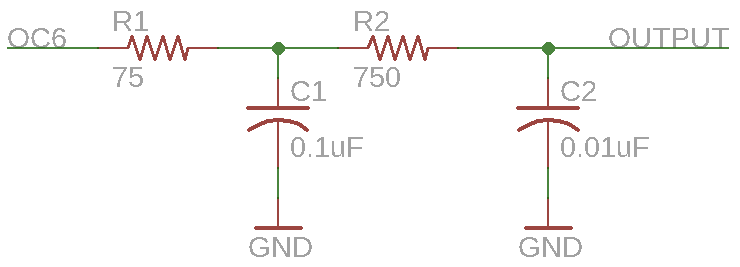 OC6
R1
75
R2
750
OUTPUT
C1
0.1uF
C2
0.01uF
GND
GND